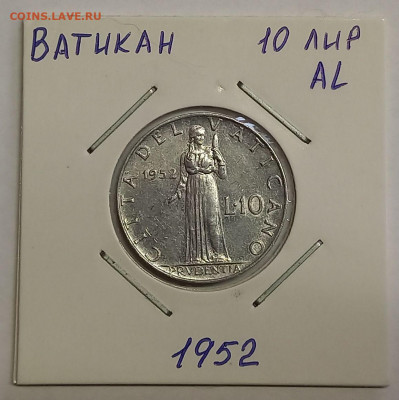 COINS.LAVE.RU
ВАТИКАН 10 ЛИР
AL
CITTA DEL VATICANO
1952
L.10
PRVDENTIA
1952